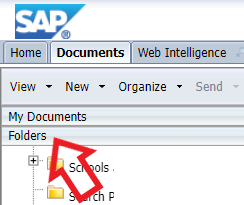 SAP
Home Documents Web Intelligence
View New Organize Send
My Documents
Folders
Schools
Search P